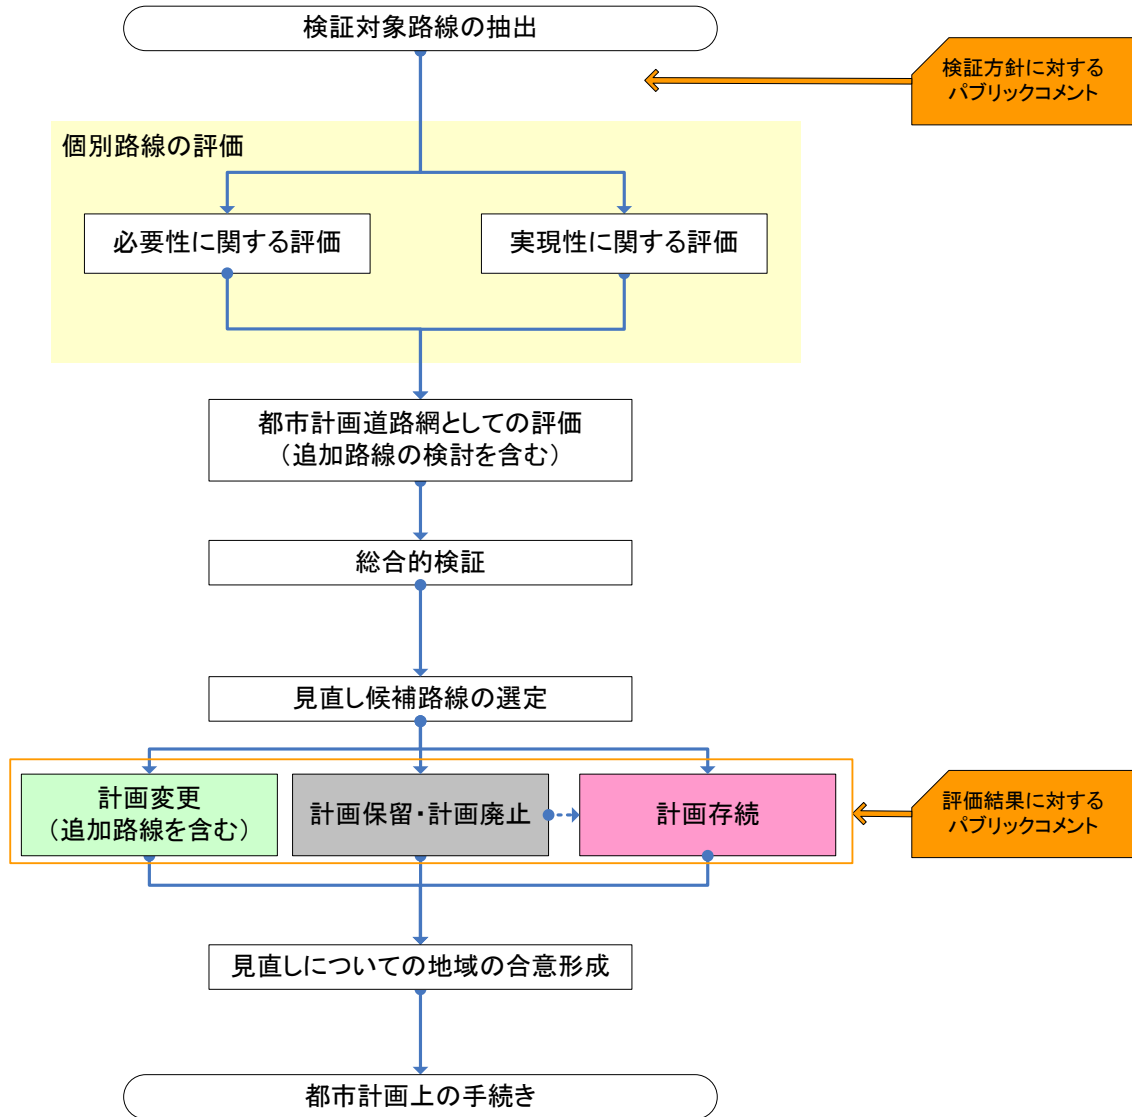 検証対象路線の抽出
検証方針に対する
パブリックコメント
個別路線の評価
必要性に関する評価
実現性に関する評価
都市計画道路網としての評価
（追加路線の検討を含む）
総合的検証
見直し候補路線の選定
計画変更
（追加路線を含む）
計画保留・計画廃止
計画存続
評価結果に対する
パブリックコメント
見直しについての地域の合意形成
都市計画上の手続き